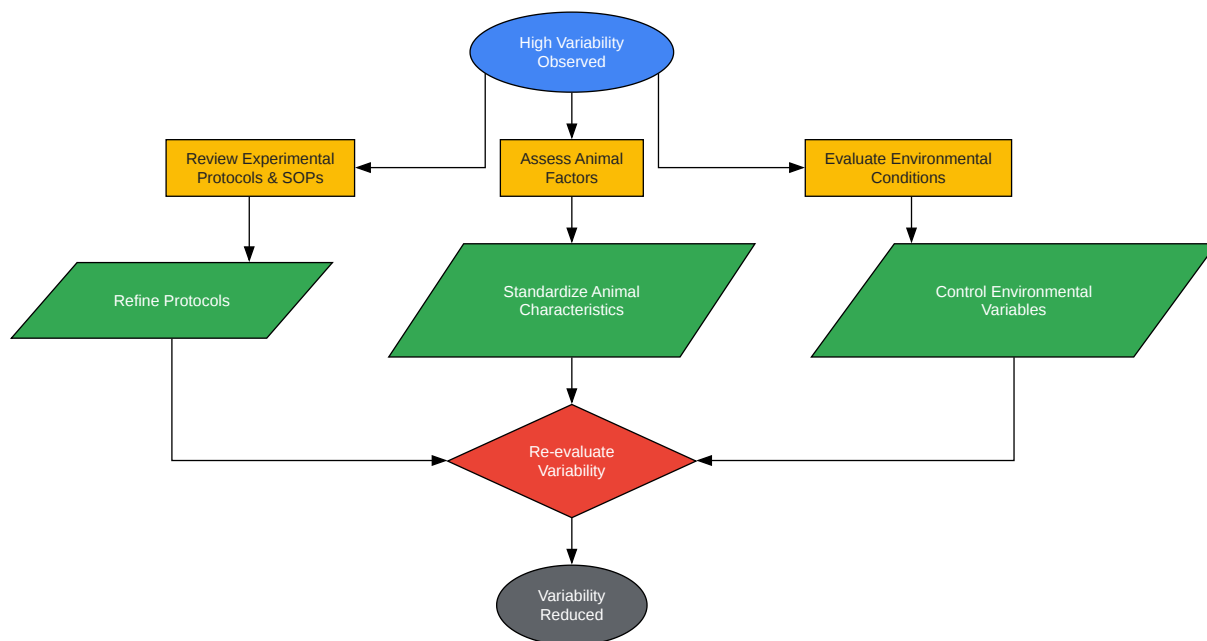 High Variability
Observed
Review Experimental
Protocols & SOPs
Assess Animal
Factors
Evaluate Environmental
Conditions
Refine Protocols
Standardize Animal
Characteristics
Control Environmental
Variables
Re-evaluate
Variability
Variability
Reduced